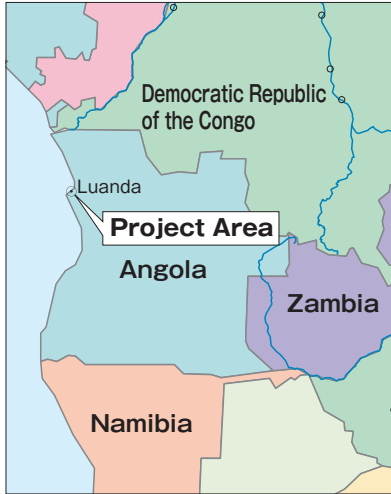 Democratic Republic
of the Congo
Luanda
Project Area
Angola
Zambia
Namibia